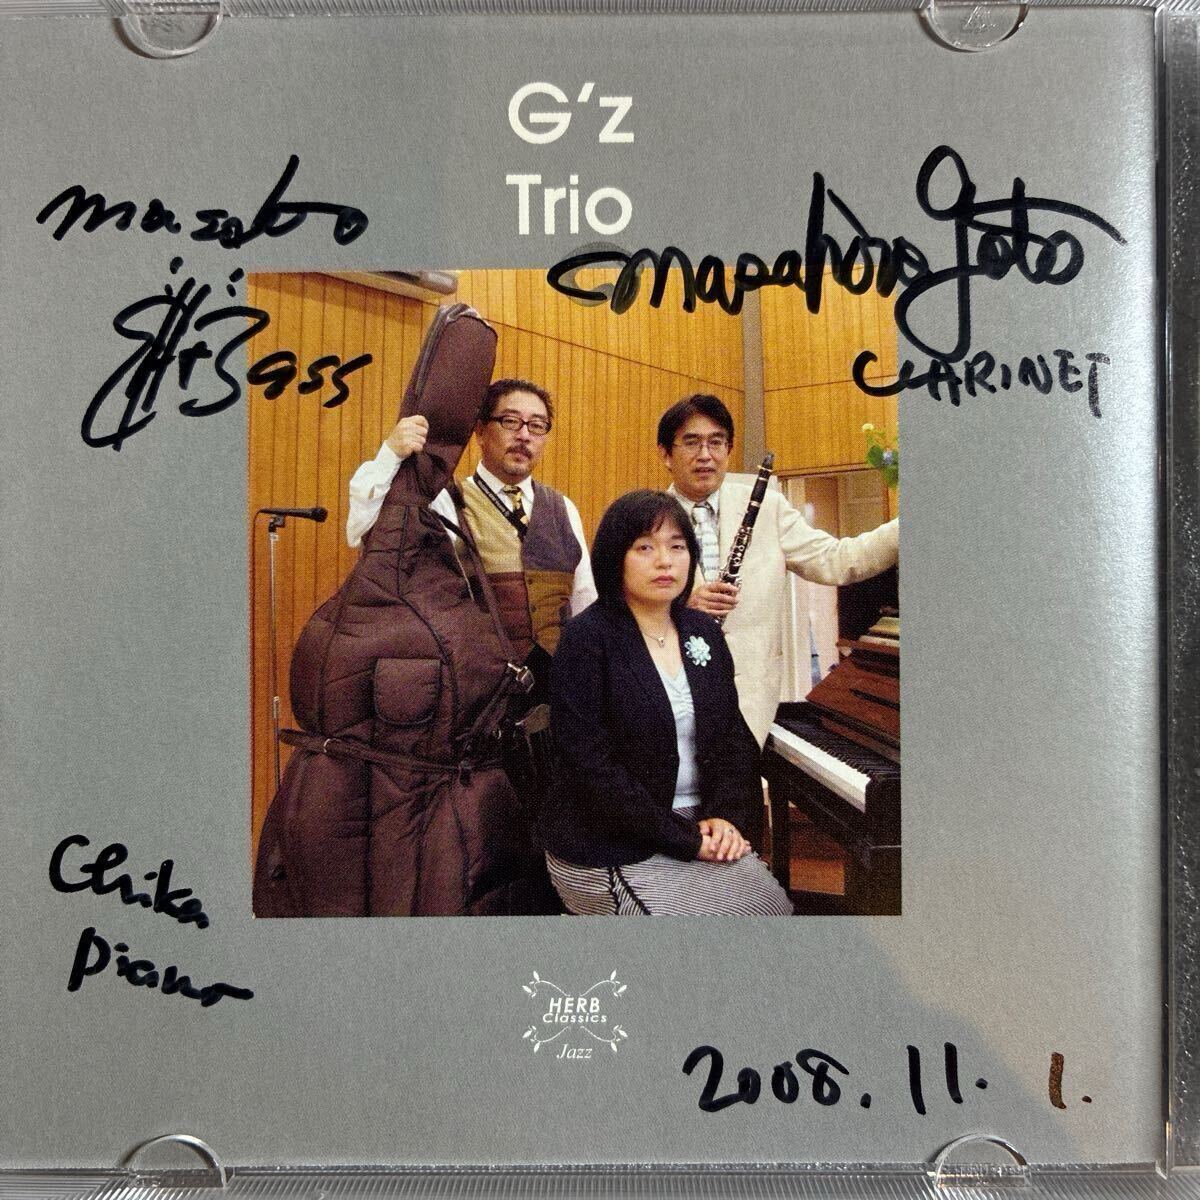 G'z
Trio
Masato
Bass
Masahiro Goto
CLARINET
Chika
piano
HERB
Classics
Jazz
2008. 11. 1.